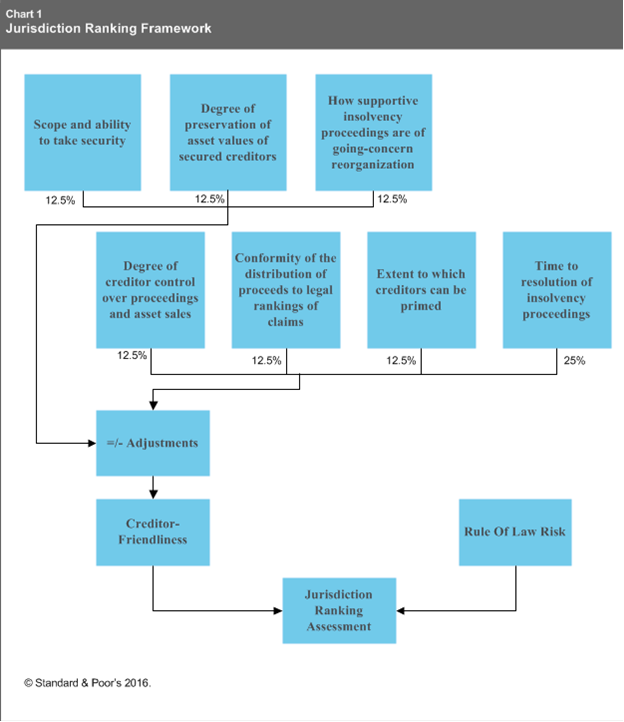 Chart 1
Jurisdiction Ranking Framework
Scope and ability
to take security
Degree of
preservation of
asset values of
secured creditors
How supportive
insolvency
proceedings are of
going-concern
reorganization
12.5%
12.5%
12.5%
Degree of
creditor control
over proceedings
and asset sales
Conformity of the
distribution of
proceeds to legal
rankings of
claims
Extent to which
creditors can be
primed
Time to
resolution of
insolvency
proceedings
12.5%
12.5%
12.5%
25%
=/- Adjustments
Creditor-
Friendliness
Rule Of Law Risk
Jurisdiction
Ranking
Assessment
© Standard & Poor's 2016.